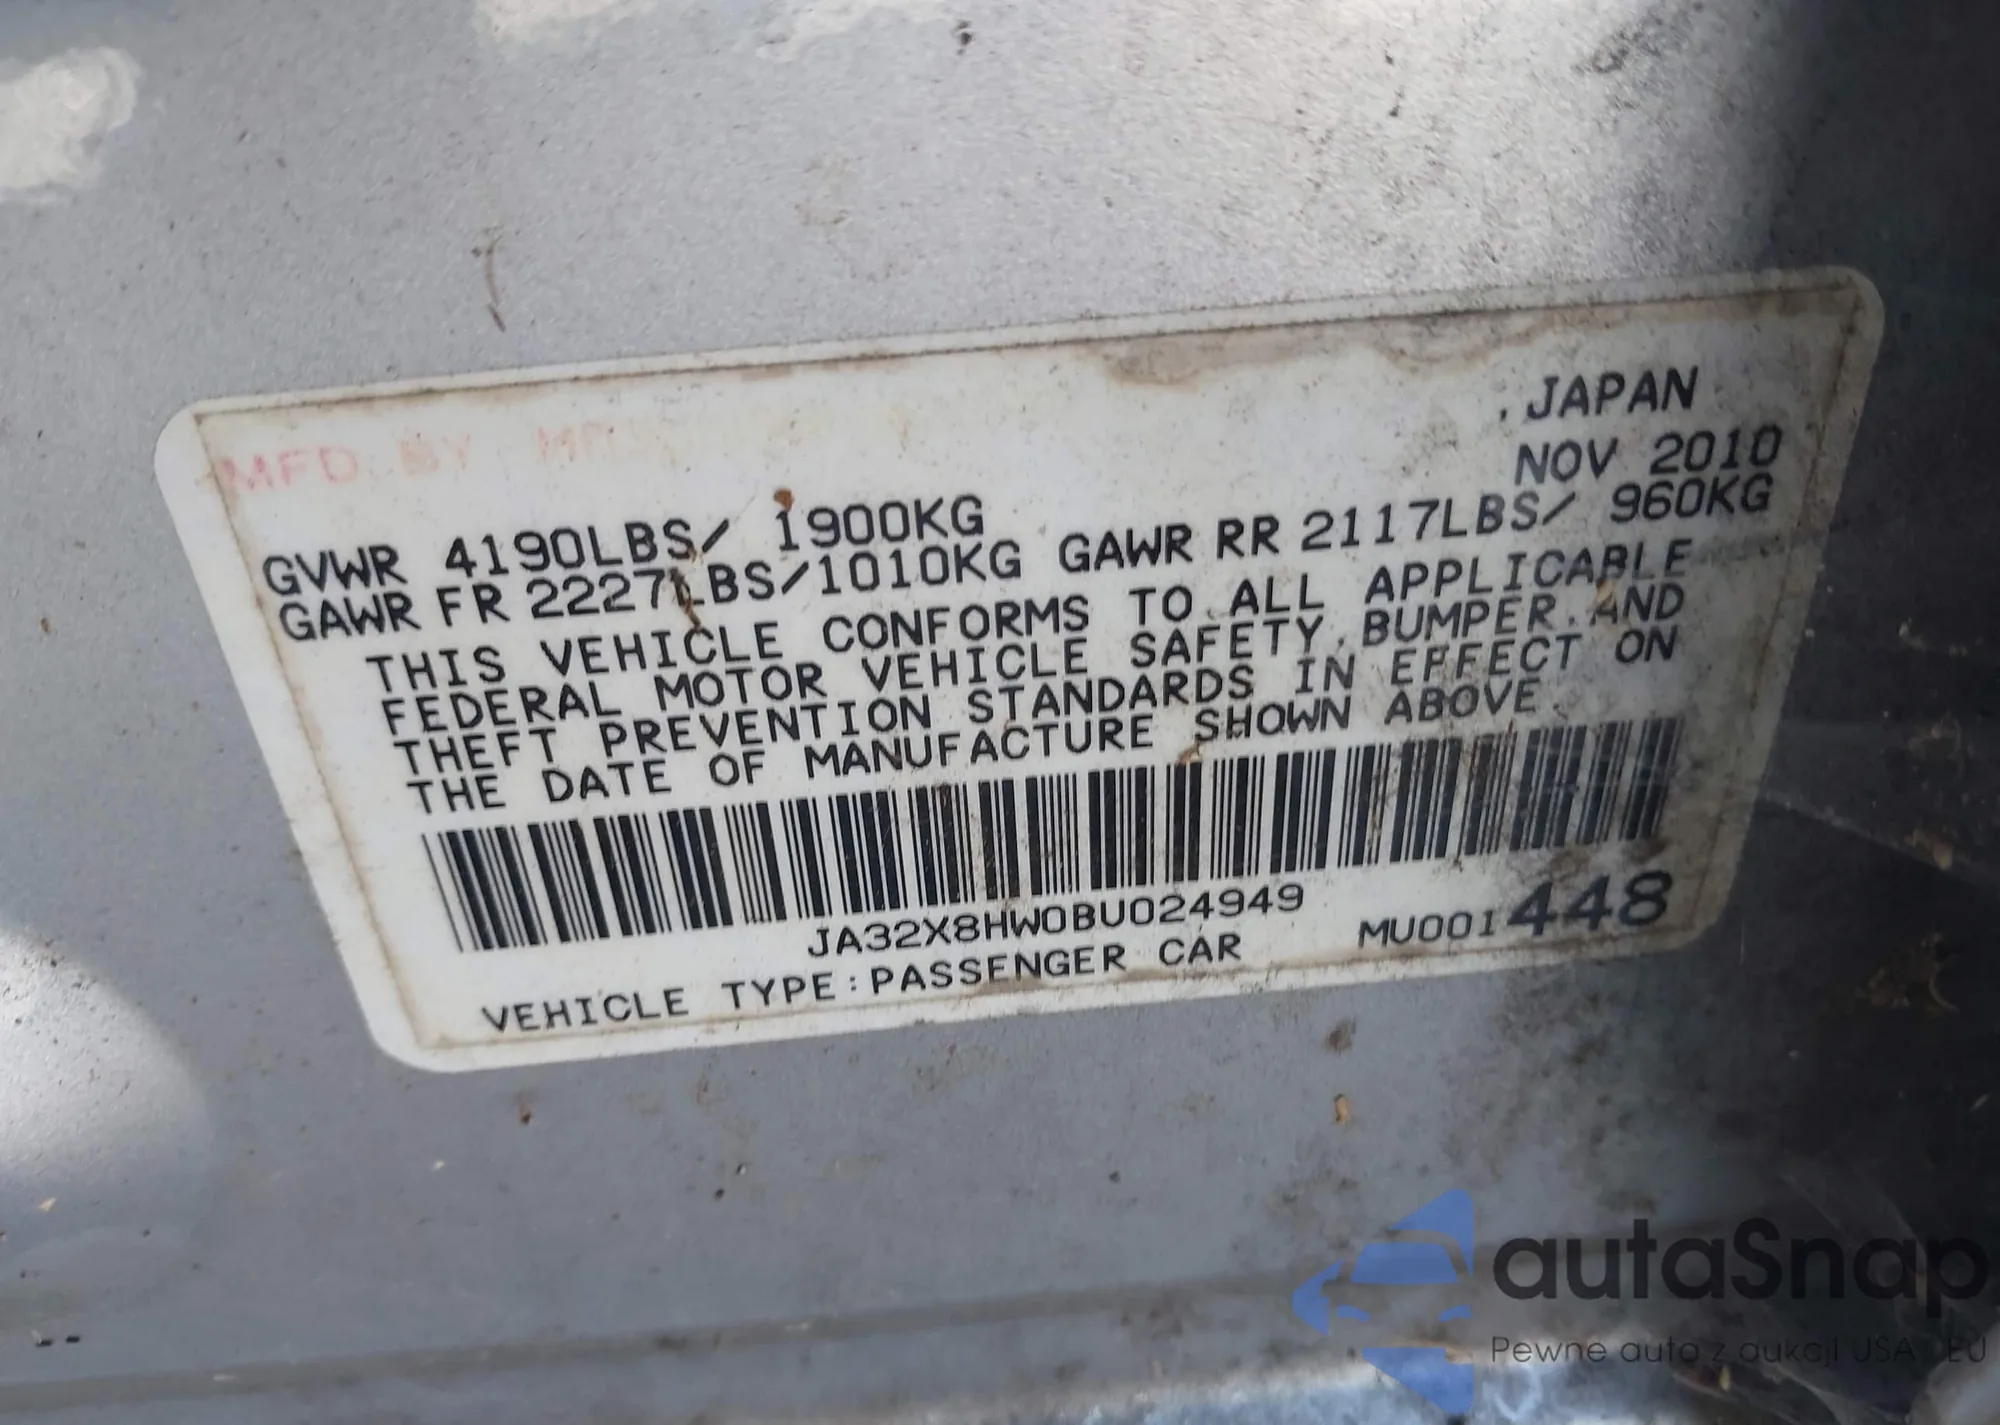 MFD BY
. JAPAN
NOV 2010
GVWR 4190LBS/ 1900KG
GAWR FR 2227LBS/1010KG GAWR RR 2117LBS/ 960KG
THIS VEHICLE CONFORMS TO ALL APPLICABLE
FEDERAL MOTOR VEHICLE SAFETY, BUMPER, AND
THEFT PREVENTION STANDARDS IN EFFECT ON
THE DATE OF MANUFACTURE SHOWN ABOVE.
JA32X8HW0BU024949
MU001448
VEHICLE TYPE:PASSENGER CAR
autaSnap
Pewne auta z aukcji USA i EU